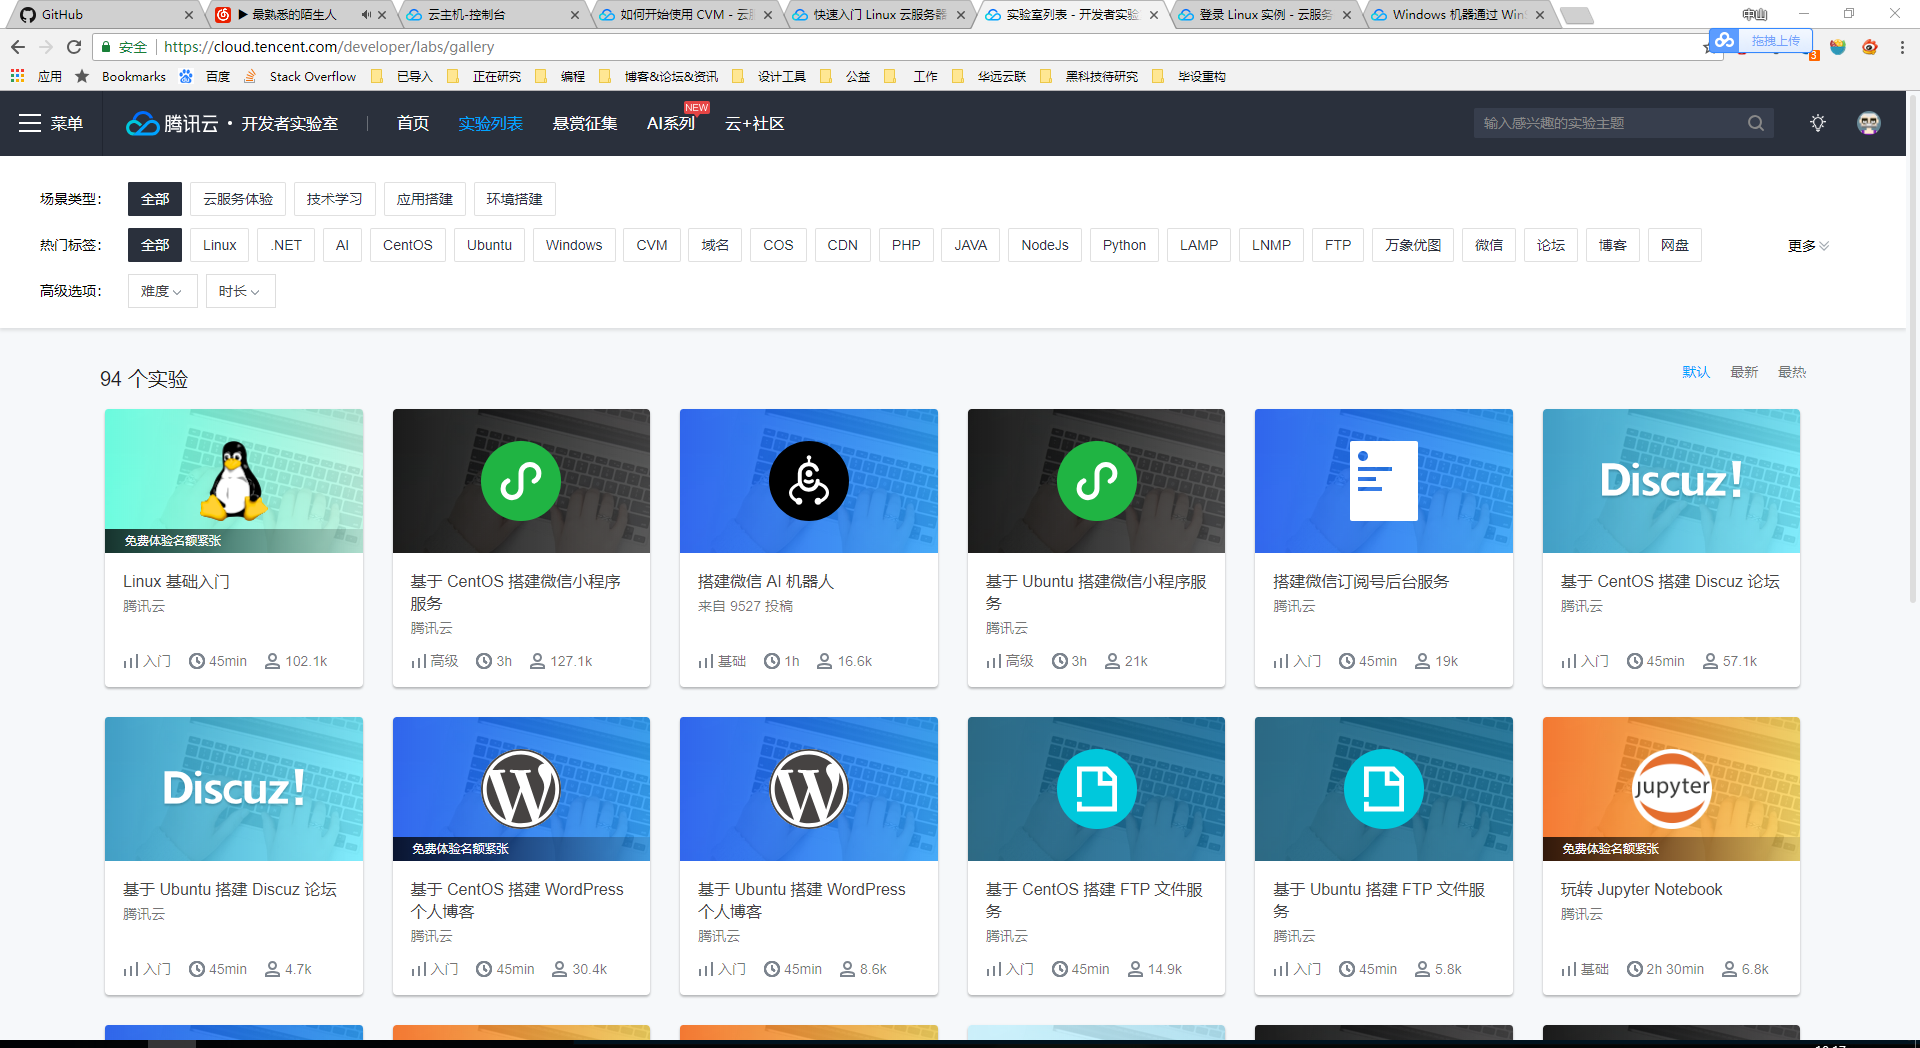 GitHub
▶ 最熟悉的陌生人
云主机-控制台
如何开始使用 CVM - 云
快速入门 Linux 云服务器
实验室列表 - 开发者实验
登录 Linux 实例 - 云服务
Windows 机器通过 Win
中山
安全 https://cloud.tencent.com/developer/labs/gallery
拖拽上传
3
应用 Bookmarks 百度 Stack Overflow 已导入 正在研究 编程 博客&论坛&资讯 设计工具 公益 工作 华远云联 黑科技待研究 毕设重构
菜单 腾讯云 · 开发者实验室 首页 实验列表 悬赏征集 AI系列 NEW 云+社区 输入感兴趣的实验主题
场景类型: 全部 云服务体验 技术学习 应用搭建 环境搭建
热门标签: 全部 Linux .NET AI CentOS Ubuntu Windows CVM 域名 COS CDN PHP JAVA NodeJs Python LAMP LNMP FTP 万象优图 微信 论坛 博客 网盘 更多
高级选项: 难度 时长
94 个实验 默认 最新 最热
免费体验名额紧张
Linux 基础入门
腾讯云
入门 45min 102.1k
基于 CentOS 搭建微信小程序
服务
腾讯云
高级 3h 127.1k
搭建微信 AI 机器人
来自 9527 投稿
基础 1h 16.6k
基于 Ubuntu 搭建微信小程序服
务
腾讯云
高级 3h 21k
搭建微信订阅号后台服务
腾讯云
入门 45min 19k
Discuz!
基于 CentOS 搭建 Discuz 论坛
腾讯云
入门 45min 57.1k
Discuz!
基于 Ubuntu 搭建 Discuz 论坛
腾讯云
入门 45min 4.7k
W
免费体验名额紧张
基于 CentOS 搭建 WordPress
个人博客
腾讯云
入门 45min 30.4k
W
基于 Ubuntu 搭建 WordPress
个人博客
腾讯云
入门 45min 8.6k
基于 CentOS 搭建 FTP 文件服
务
腾讯云
入门 45min 14.9k
基于 Ubuntu 搭建 FTP 文件服
务
腾讯云
入门 45min 5.8k
jupyter
免费体验名额紧张
玩转 Jupyter Notebook
腾讯云
基础 2h 30min 6.8k